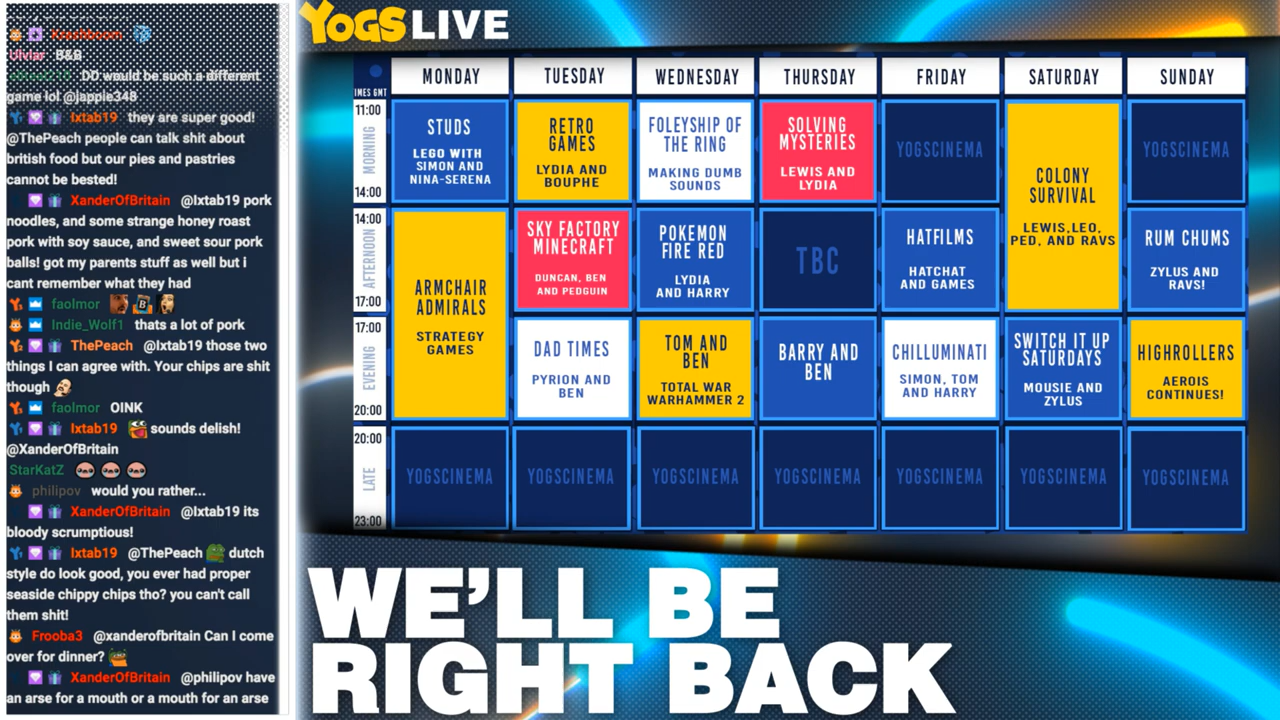 Kreshboom
Ulvlar B&B
DD would be such a different
game lol @jappie348
Ixtab19 they are super good!
@ThePeach people can talk shit about
british food but our pies and pastries
cannot be bested!
XanderOfBritain @Ixtab19 pork
noodles, and some strange honey roast
pork with soy sauce, and sweet sour pork
balls! got my parents stuff as well but i
cant remember what they had
faolmor
Indie_Wolf1 thats a lot of pork
ThePeach @Ixtab19 those two
things I can agree with. Your chips are shit
though
faolmor OINK
Ixtab19 sounds delish!
@XanderOfBritain
StarKatZ
philipov would you rather...
XanderOfBritain @Ixtab19 its
bloody scrumptious!
Ixtab19 @ThePeach dutch
style do look good, you ever had proper
seaside chippy chips tho? you can't call
them shit!
Frooba3 @xanderofbritain Can I come
over for dinner?
XanderOfBritain @philipov have
an arse for a mouth or a mouth for an arse
YOGSLIVE
IMES GMT
MONDAY
TUESDAY
WEDNESDAY
THURSDAY
FRIDAY
SATURDAY
SUNDAY
11:00
MORNING
14:00
STUDS
LEGO WITH
SIMON AND
NINA-SERENA
RETRO
GAMES
LYDIA AND
BOUPHE
FOLEYSHIP OF
THE RING
MAKING DUMB
SOUNDS
SOLVING
MYSTERIES
LEWIS AND
LYDIA
YOGSCINEMA
COLONY
SURVIVAL
LEWIS,LEO,
PED, AND RAVS
YOGSCINEMA
14:00
AFTERNOON
17:00
ARMCHAIR
ADMIRALS
STRATEGY
GAMES
SKY FACTORY
MINECRAFT
DUNCAN, BEN
AND PEDGUIN
POKEMON
FIRE RED
LYDIA
AND HARRY
TBC
HATFILMS
HATCHAT
AND GAMES
RUM CHUMS
ZYLUS AND
RAVS!
17:00
EVENING
20:00
DAD TIMES
PYRION AND
BEN
TOM AND
BEN
TOTAL WAR
WARHAMMER 2
BARRY AND
BEN
CHILLUMINATI
SIMON, TOM
AND HARRY
SWITCH IT UP
SATURDAYS
MOUSIE AND
ZYLUS
HIGHROLLERS
AEROIS
CONTINUES!
20:00
LATE
23:00
YOGSCINEMA
YOGSCINEMA
YOGSCINEMA
YOGSCINEMA
YOGSCINEMA
YOGSCINEMA
YOGSCINEMA
WE'LL BE
RIGHT BACK